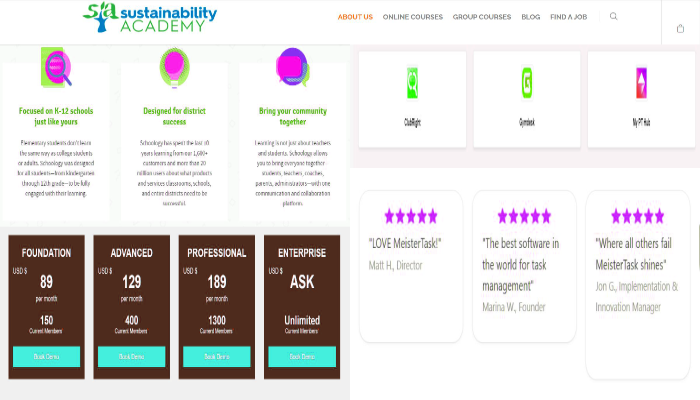 sta sustainability
ACADEMY
ABOUT US ONLINE COURSES GROUP COURSES BLOG FIND A JOB
Focused on K-12 schools
just like yours
Elementary students don't learn
the same way as college students
or adults. Schoology was designed
for all students—from kindergarten
through 12th grade—to be fully
engaged with their learning.
Designed for district
success
Schoology has spent the last 10
years learning from our 1,600+
customers and more than 20
million users about what products
and services classrooms, schools,
and entire districts need to be
successful.
Bring your community
together
Learning is not just about teachers
and students. Schoology allows
you to bring everyone together:
students, teachers, coaches,
parents, administrators—with one
communication and collaboration
platform.
ClubRight
Gymdesk
My PT Hub
FOUNDATION
USD $
89
per month
150
Current Members
Book Demo
ADVANCED
USD $
129
per month
400
Current Members
Book Demo
PROFESSIONAL
USD $
189
per month
1300
Current Members
Book Demo
ENTERPRISE
USD $
ASK
Unlimited
Current Members
Book Demo
"LOVE MeisterTask!"
Matt H., Director
"The best software in
the world for task
management"
Marina W., Founder
"Where all others fail
MeisterTask shines"
Jon G., Implementation &
Innovation Manager